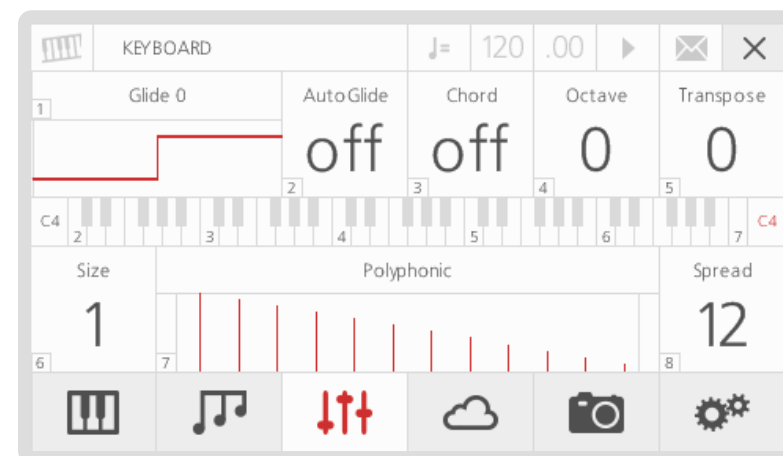 KEYBOARD
= 120 .00
Glide 0
AutoGlide
Chord
Octave
Transpose
1
off
off
0
0
2
3
4
5
C4
2
3
4
5
6
7
C4
Size
Polyphonic
Spread
1
12
6
7
8